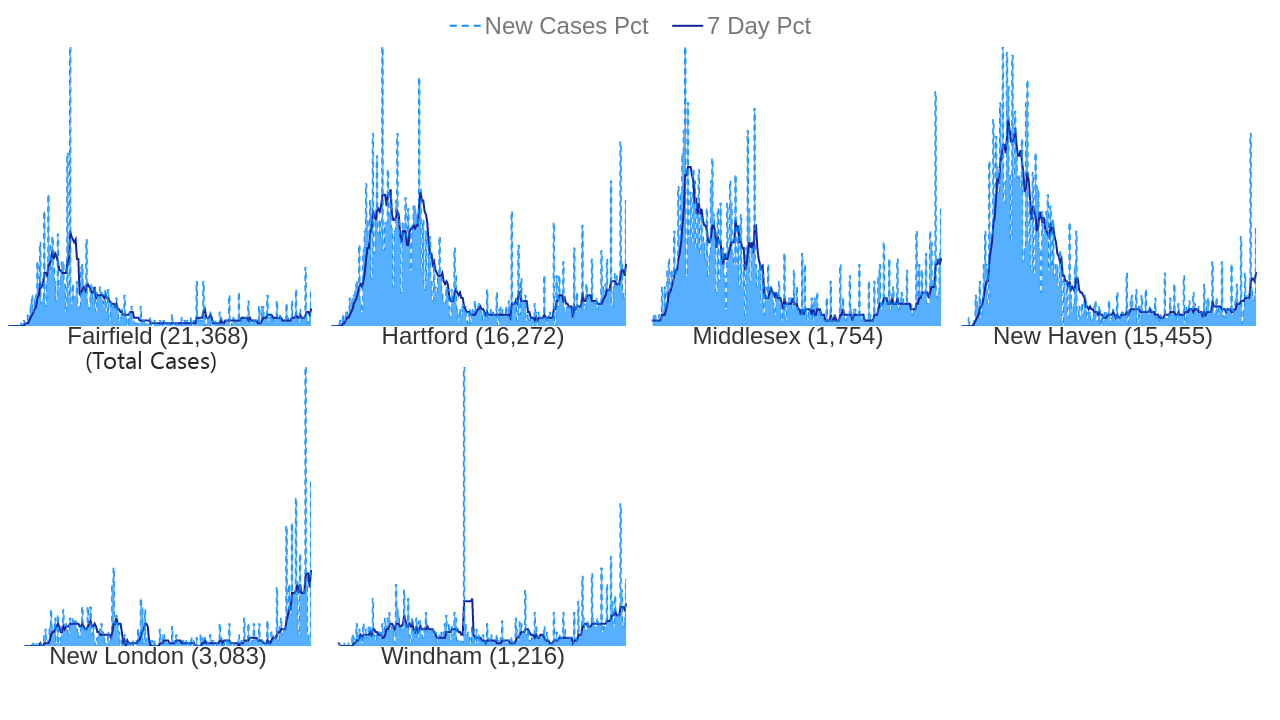 New Cases Pct 7 Day Pct
Fairfield (21,368)
(Total Cases)
Hartford (16,272)
Middlesex (1,754)
New Haven (15,455)
New London (3,083)
Windham (1,216)